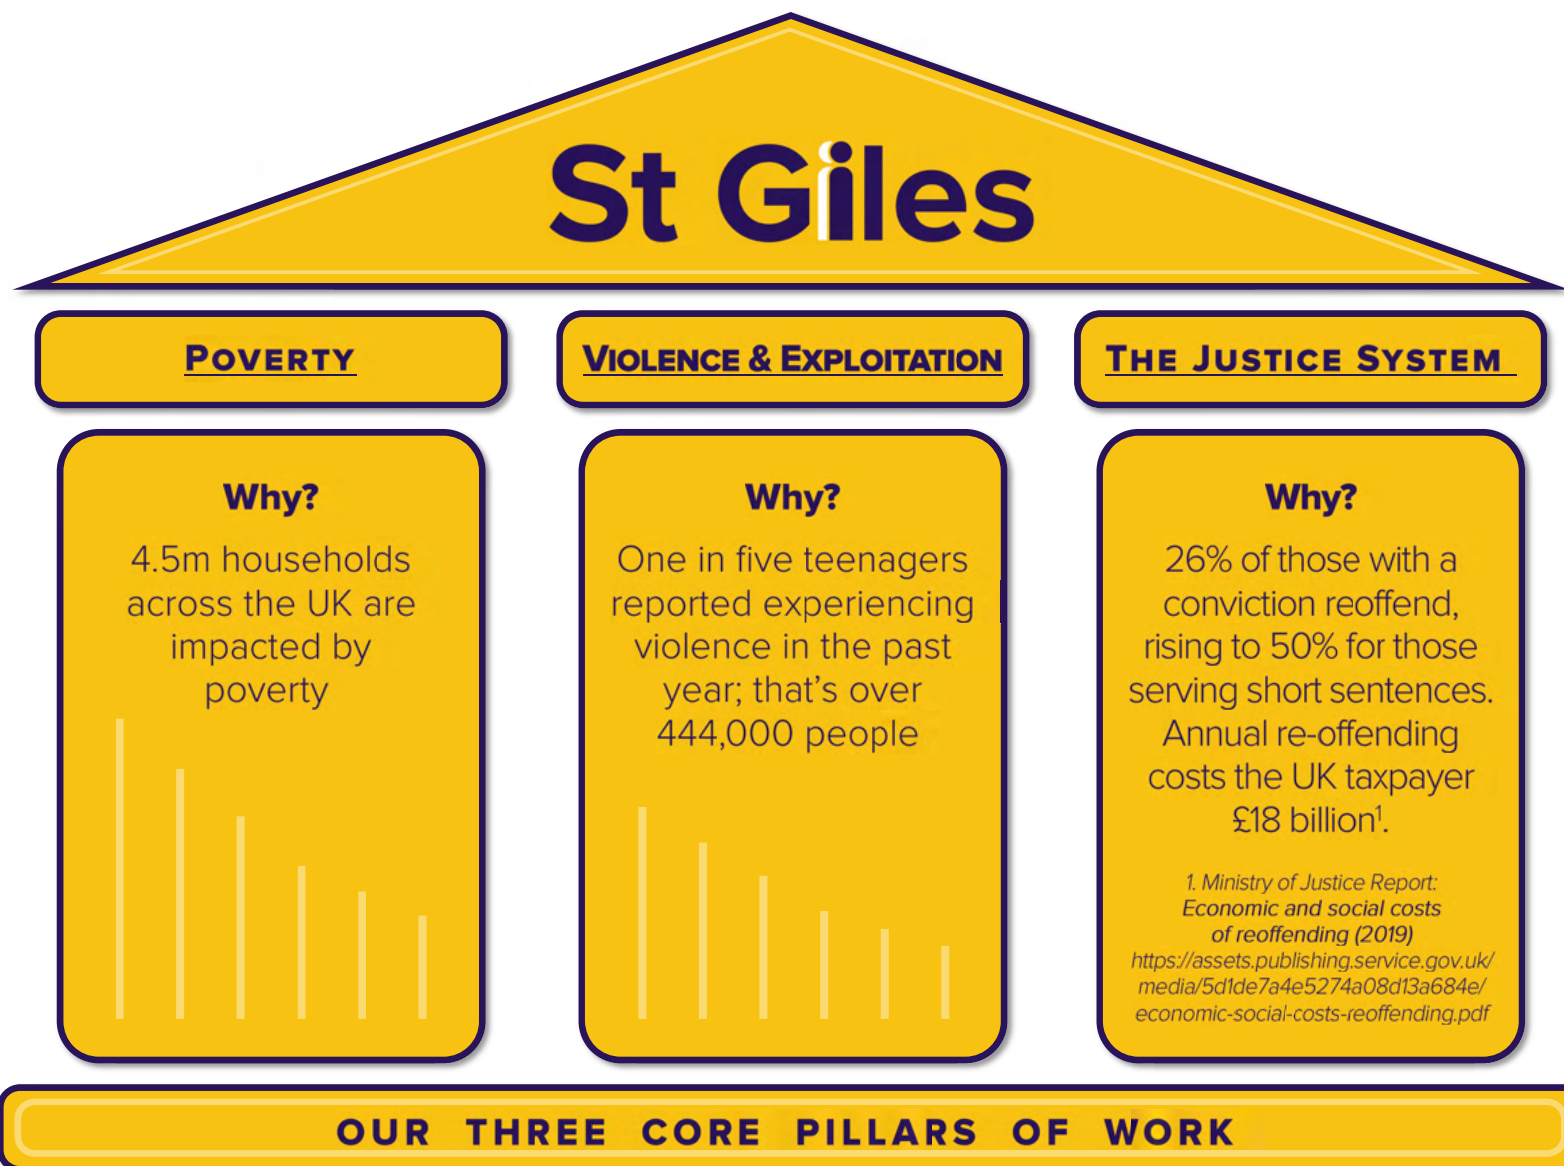 St Giles
POVERTY
Why?
4.5m households
across the UK are
impacted by
poverty
VIOLENCE & EXPLOITATION
Why?
One in five teenagers
reported experiencing
violence in the past
year; that’s over
444,000 people
THE JUSTICE SYSTEM
Why?
26% of those with a
conviction reoffend,
rising to 50% for those
serving short sentences.
Annual re-offending
costs the UK taxpayer
£18 billion¹.
1. Ministry of Justice Report:
Economic and social costs
of reoffending (2019)
https://assets.publishing.service.gov.uk/
media/5d1de7a4e5274a08d13a684e/
economic-social-costs-reoffending.pdf
OUR THREE CORE PILLARS OF WORK